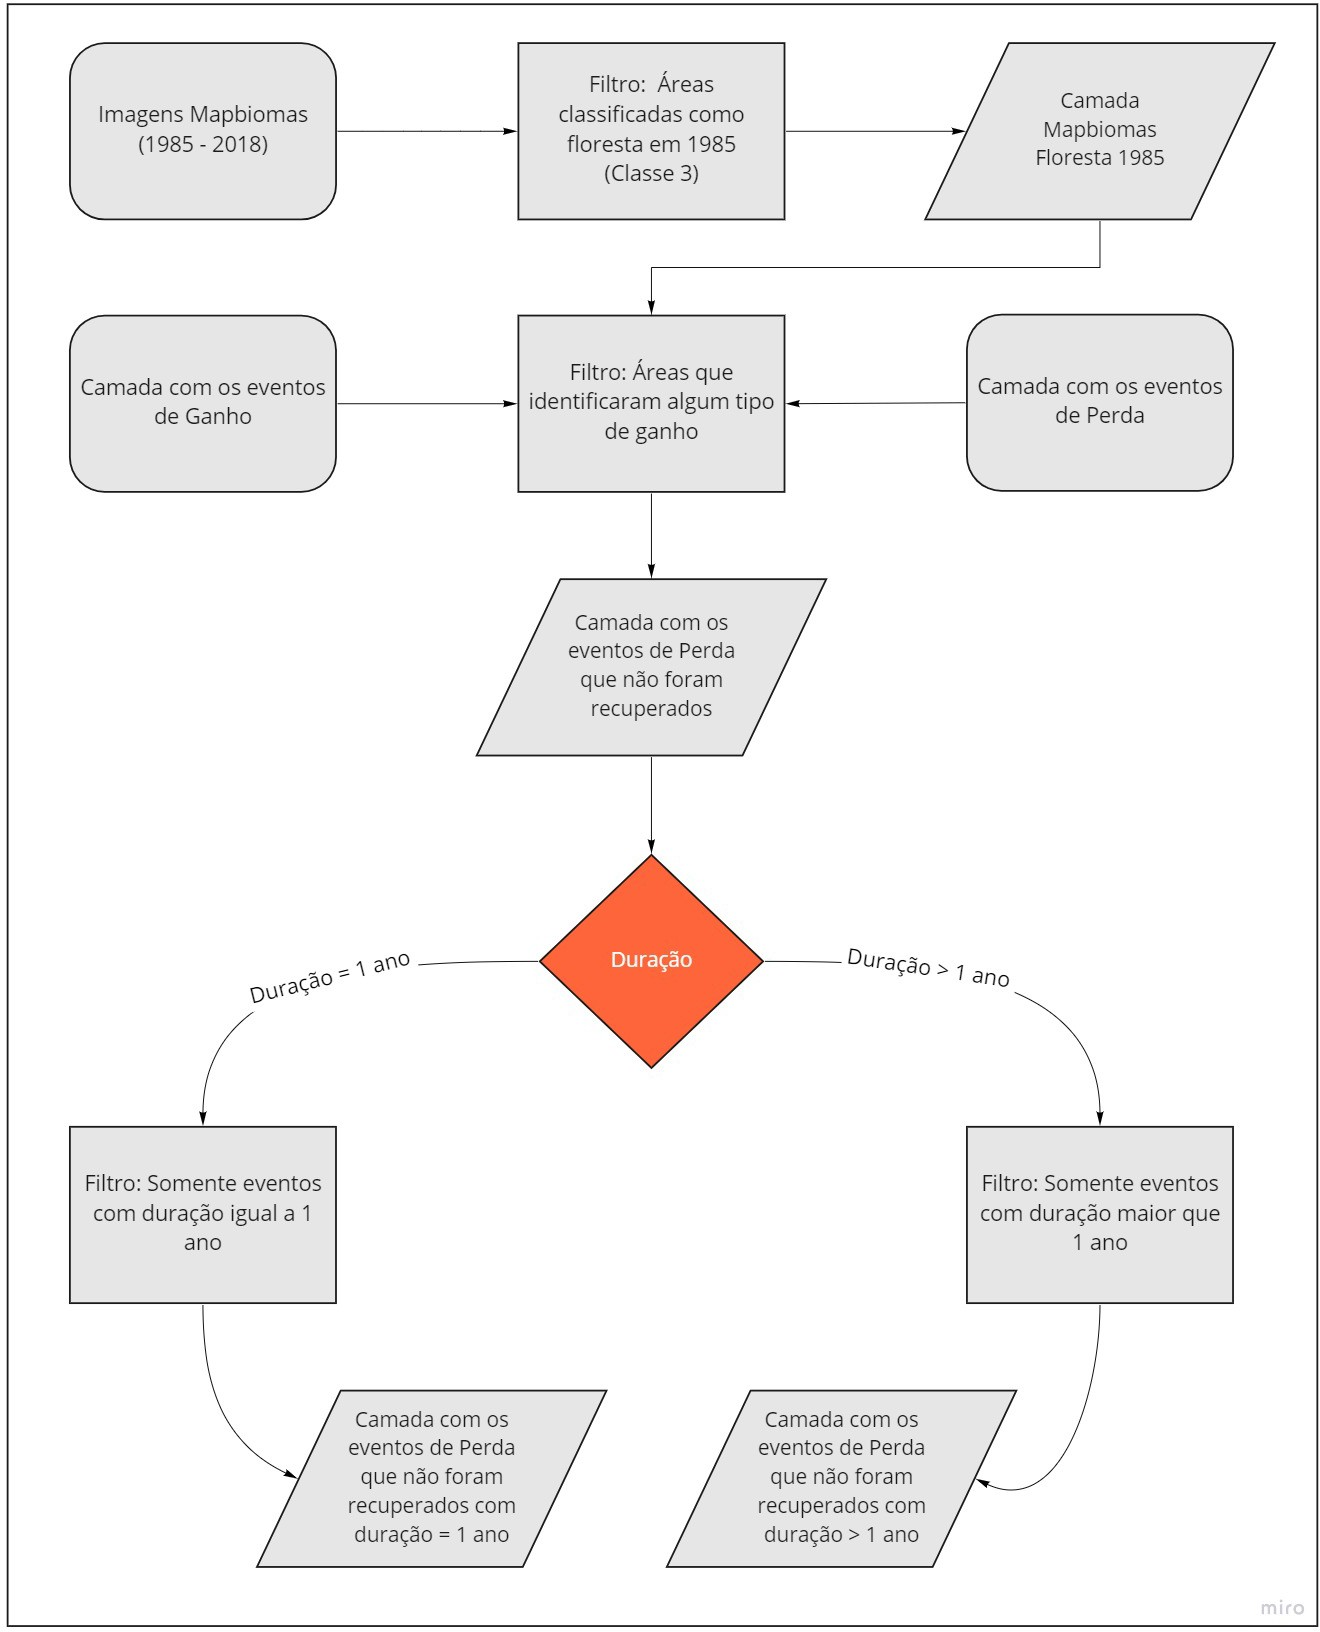 Imagens Mapbiomas
(1985 - 2018)
Filtro:  Áreas
classificadas como
floresta em 1985
(Classe 3)
Camada
Mapbiomas
Floresta 1985
Camada com os eventos
de Ganho
Filtro: Áreas que
identificaram algum tipo
de ganho
Camada com os eventos
de Perda
Camada com os
eventos de Perda
que não foram
recuperados
Duração
Duração = 1 ano
Duração > 1 ano
Filtro: Somente eventos
com duração igual a 1
ano
Filtro: Somente eventos
com duração maior que
1 ano
Camada com os
eventos de Perda
que não foram
recuperados com
duração = 1 ano
Camada com os
eventos de Perda
que não foram
recuperados com
duração > 1 ano
miro